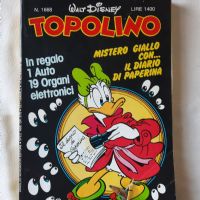 WALT DISNEY
N. 1668
LIRE 1400
TOPOLINO
In regalo
1 Auto
19 Organi
elettronici
MISTERO GIALLO
CON...
IL DIARIO
DI PAPERINA